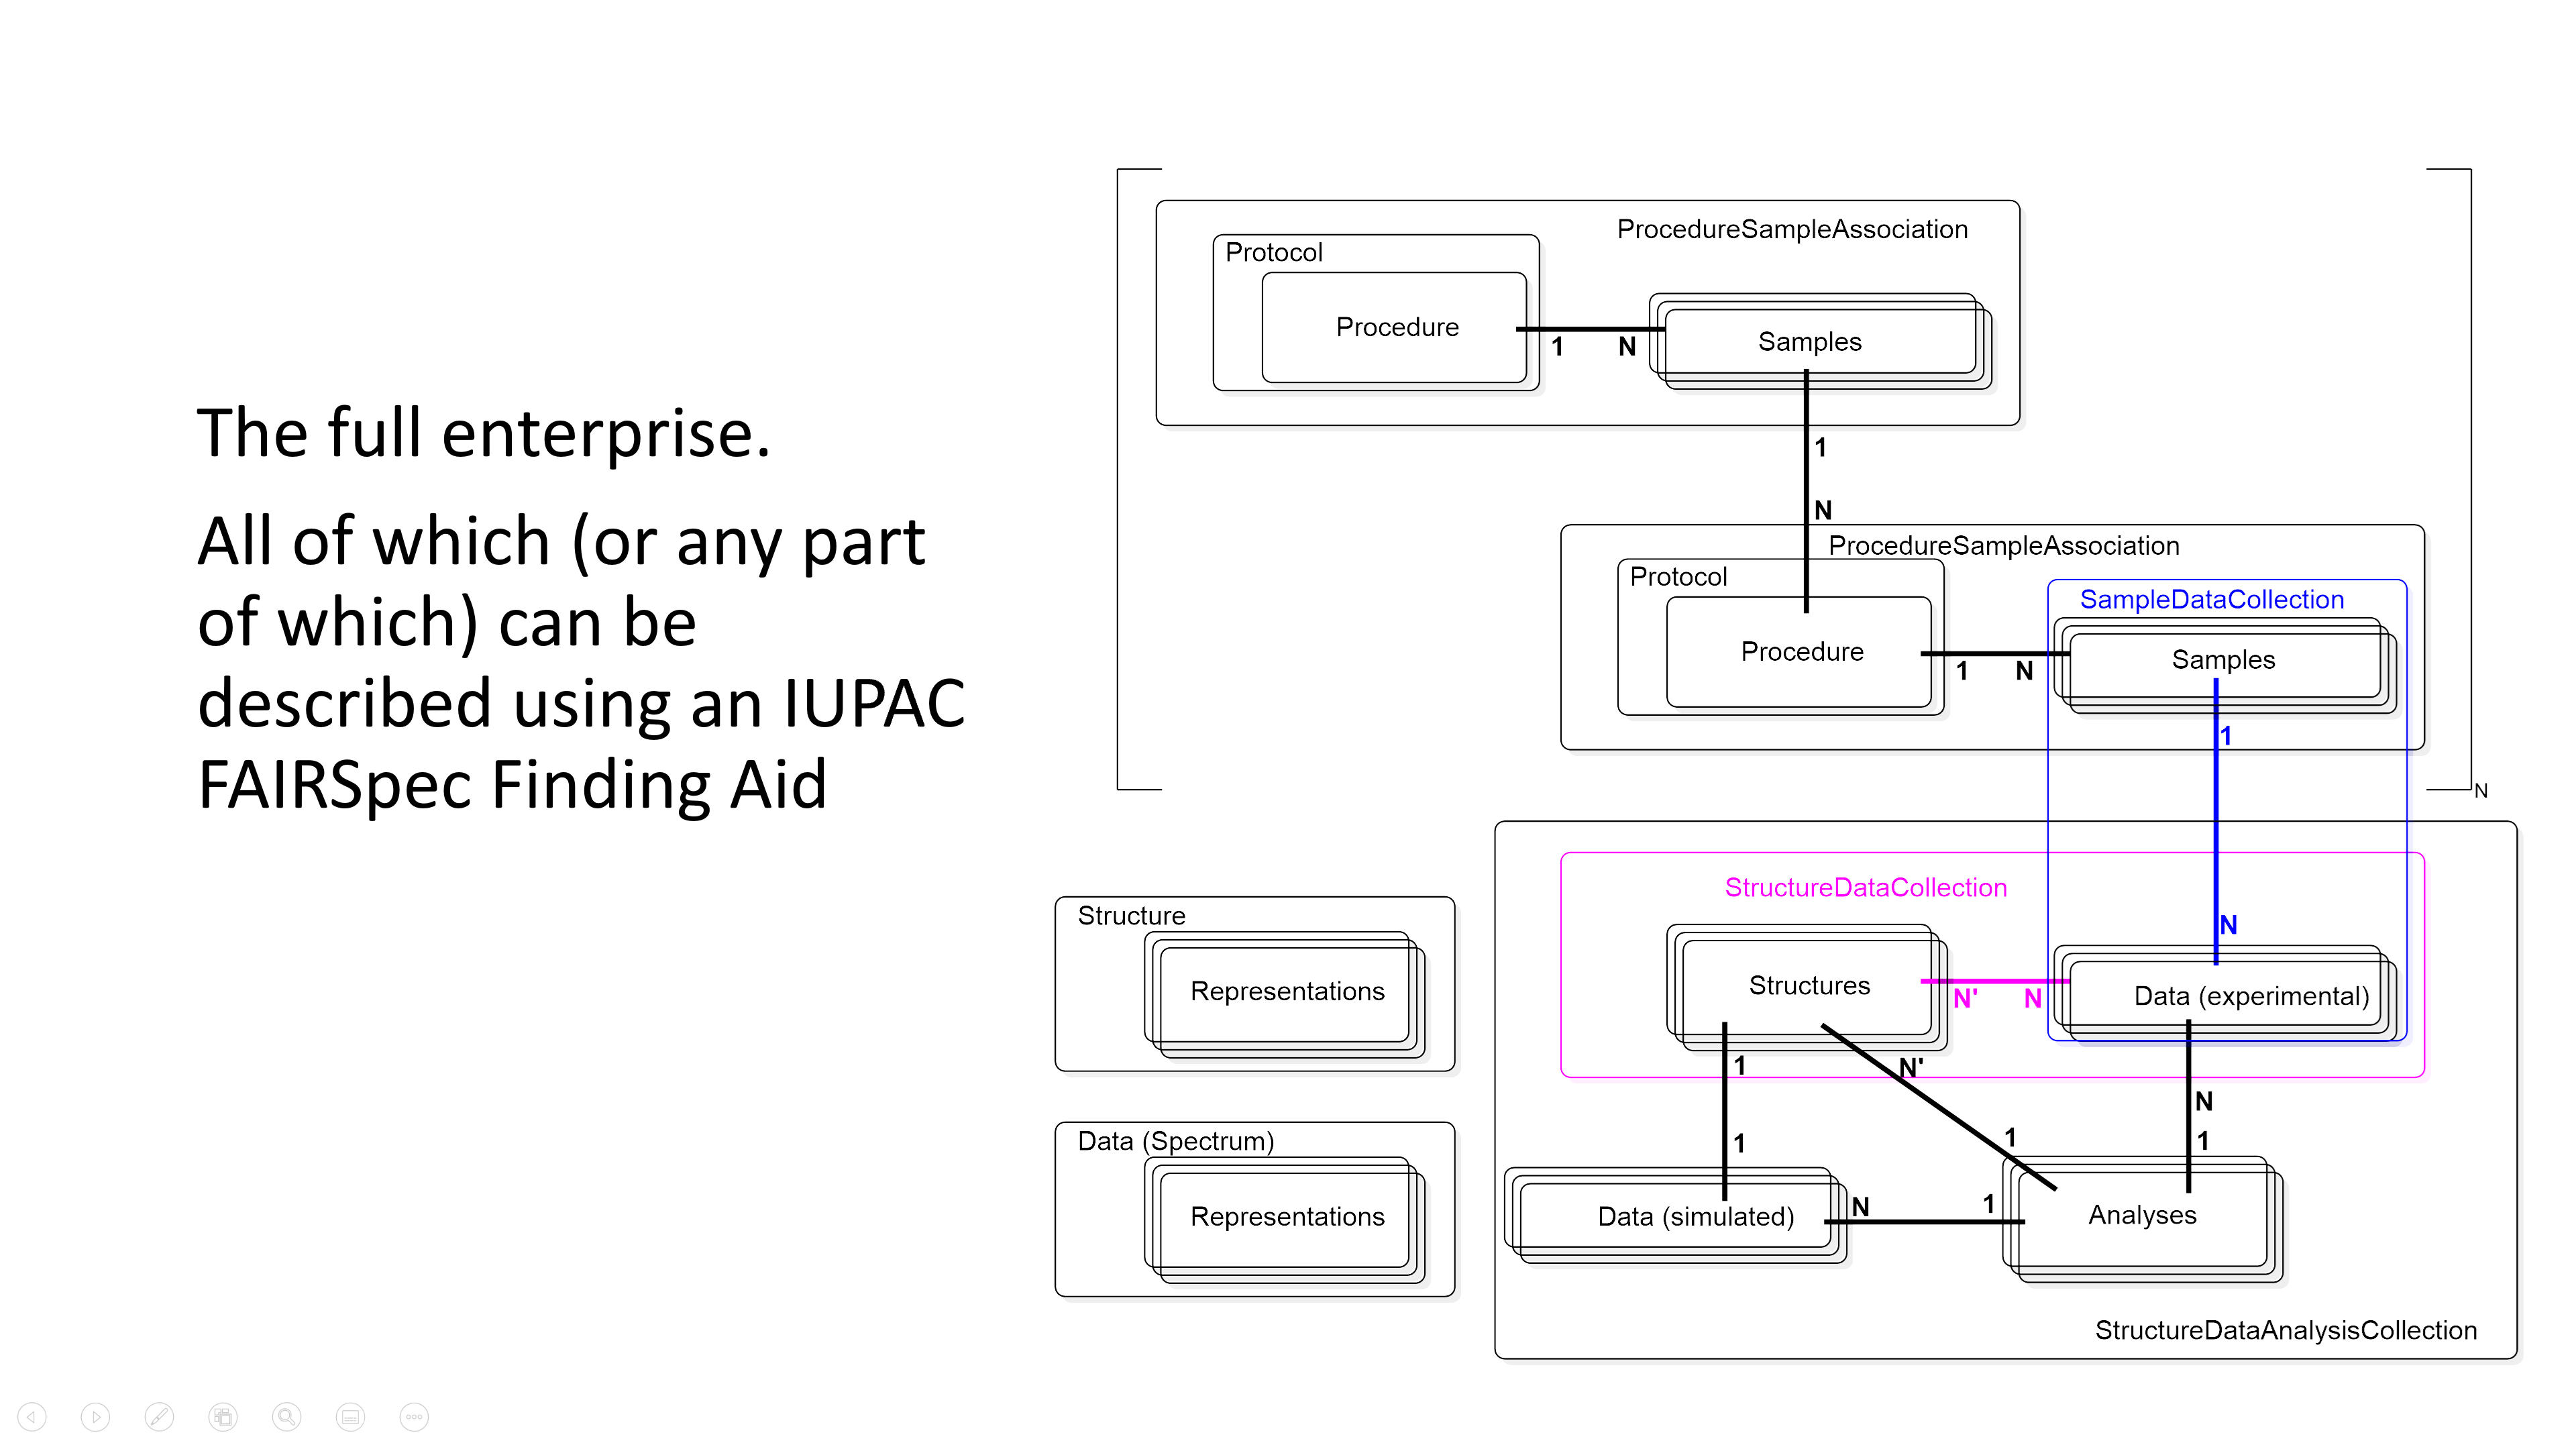 The full enterprise.
All of which (or any part
of which) can be
described using an IUPAC
FAIRSpec Finding Aid
ProcedureSampleAssociation
Protocol
Procedure
1 N
Samples
1
N
ProcedureSampleAssociation
Protocol
Procedure
1 N
SampleDataCollection
Samples
1
N
N
StructureDataCollection
Structures
N' N
Data (experimental)
1
N'
N
1
1
1
Data (simulated)
N 1
Analyses
StructureDataAnalysisCollection
Structure
Representations
Data (Spectrum)
Representations